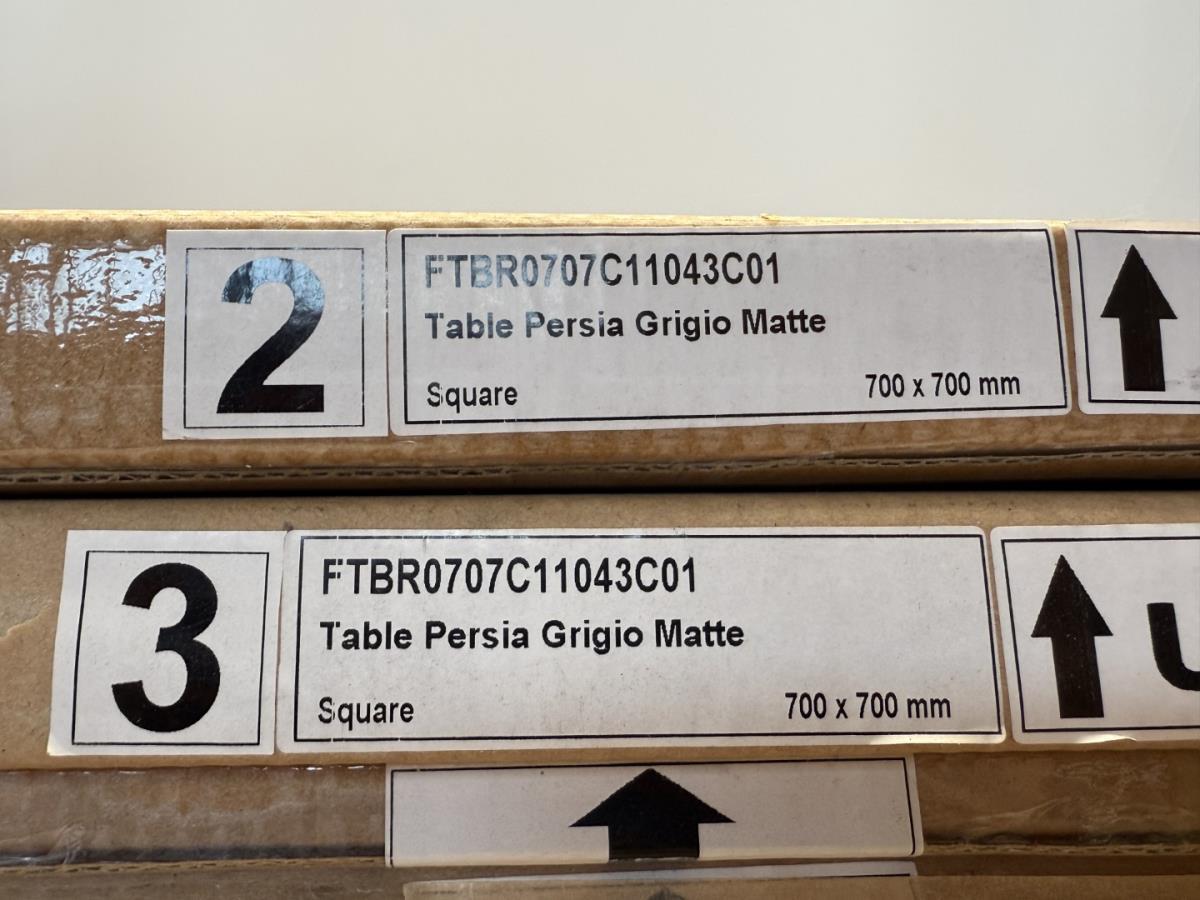 2
FTBR0707C11043C01
Table Persia Grigio Matte
Square 700 x 700 mm
3
FTBR0707C11043C01
Table Persia Grigio Matte
Square 700 x 700 mm